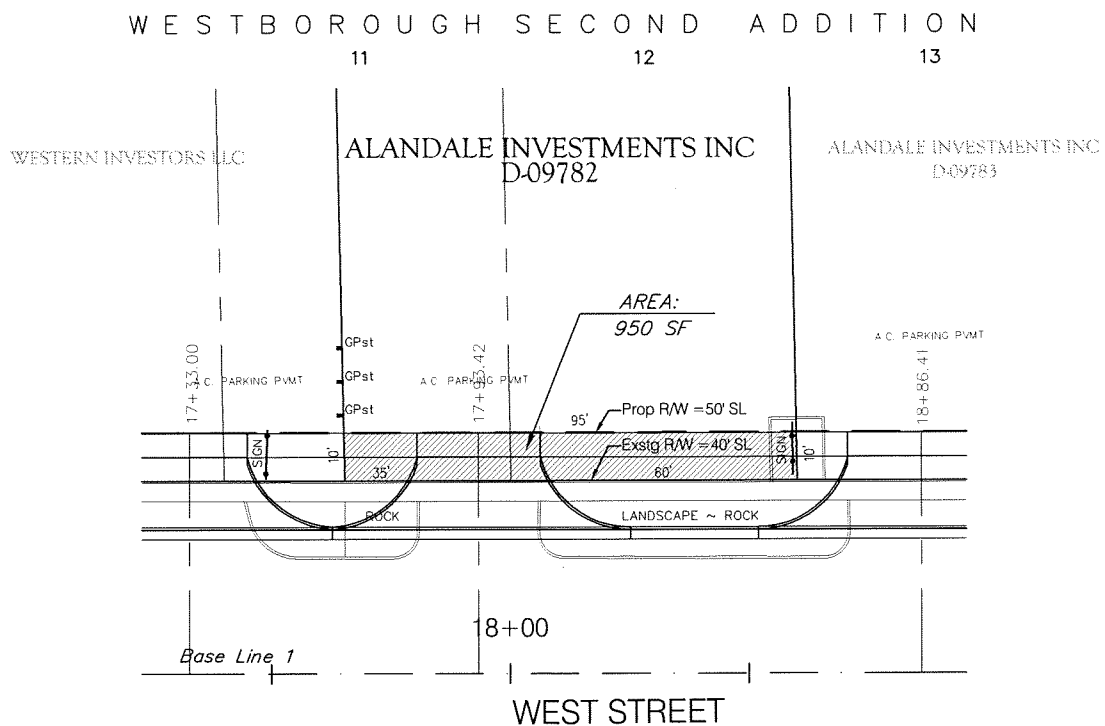 WESTBOROUGH SECOND ADDITION
11 12 13
WESTERN INVESTORS LLC
ALANDALE INVESTMENTS INC
D-09782
ALANDALE INVESTMENTS INC
D-09783
AREA:
950 SF
GPst
GPst
GPst
A.C. PARKING PVMT
A.C. PARKING PVMT
A.C. PARKING PVMT
17+33.00
17+93.42
18+86.41
95'
Prop R/W = 50' SL
Exstg R/W = 40' SL
SIGN
10'
35'
60'
SIGN
10'
ROCK
LANDSCAPE ~ ROCK
18+00
Base Line 1
WEST STREET